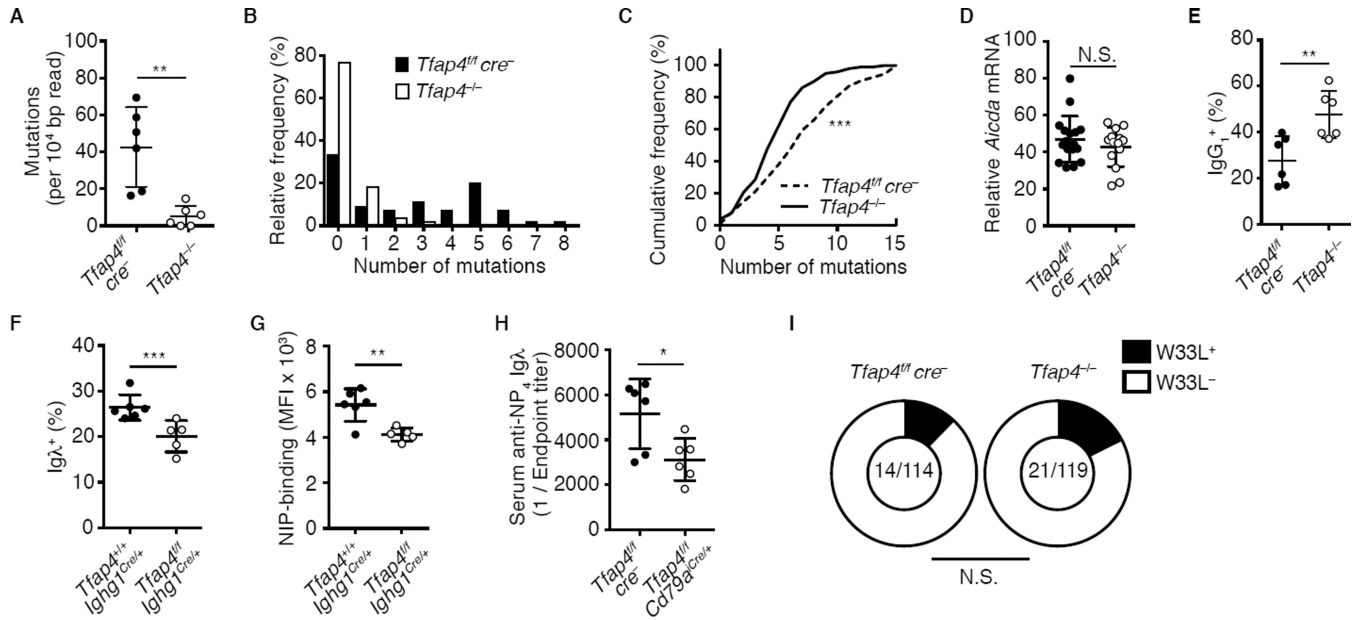 A
Mutations
(per 10⁴ bp read)
100
80
60
40
20
0
**
Tfap4ᶠ/ᶠ
cre⁻
Tfap4⁻/⁻
B
Relative frequency (%)
80
60
40
20
0
Tfap4ᶠ/ᶠ cre⁻
Tfap4⁻/⁻
0 1 2 3 4 5 6 7 8
Number of mutations
C
Cumulative frequency (%)
100
80
60
40
20
0
***
Tfap4ᶠ/ᶠ cre⁻
Tfap4⁻/⁻
0 5 10 15
Number of mutations
D
Relative Aicda mRNA
100
80
60
40
20
0
N.S.
Tfap4ᶠ/ᶠ
cre⁻
Tfap4⁻/⁻
E
IgG₁⁺ (%)
80
60
40
20
0
**
Tfap4ᶠ/ᶠ
cre⁻
Tfap4⁻/⁻
F
Igλ⁺ (%)
40
30
20
10
0
***
Tfap4⁺/⁺
Ighg1ᶜʳᵉ/⁺
Tfap4ᶠ/ᶠ
Ighg1ᶜʳᵉ/⁺
G
NIP-binding (MFI x 10³)
8
6
4
2
0
**
Tfap4⁺/⁺
Ighg1ᶜʳᵉ/⁺
Tfap4ᶠ/ᶠ
Ighg1ᶜʳᵉ/⁺
H
Serum anti-NP₄ Igλ
(1 / Endpoint titer)
8000
6000
4000
2000
0
*
Tfap4ᶠ/ᶠ
cre⁻
Tfap4ᶠ/ᶠ
Cd79aⁱᶜʳᵉ/⁺
I
W33L⁺
W33L⁻
Tfap4ᶠ/ᶠ cre⁻
Tfap4⁻/⁻
14/114
21/119
N.S.